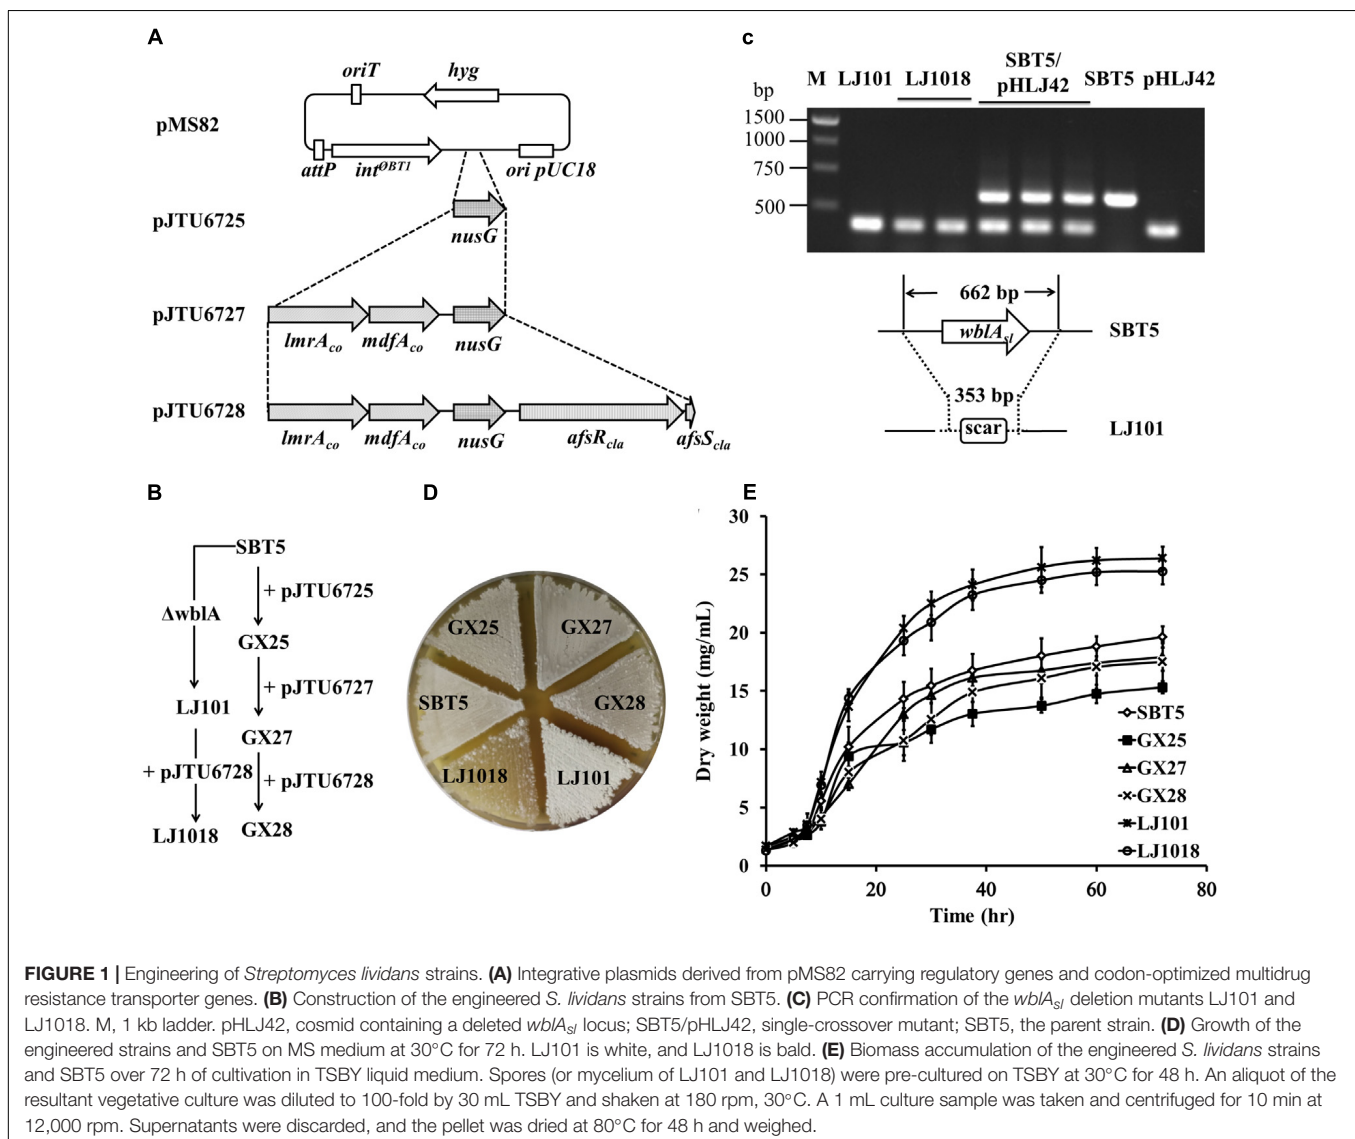 A
oriT
hyg
pMS82
attP
int^ØBT1
ori pUC18
pJTU6725
nusG
pJTU6727
lmrA_co
mdfA_co
nusG
pJTU6728
lmrA_co
mdfA_co
nusG
afsR_cla
afsS_cla
B
SBT5
+ pJTU6725
ΔwblA
GX25
+ pJTU6727
LJ101
GX27
+ pJTU6728
+ pJTU6728
LJ1018
GX28
C
M LJ101 LJ1018 SBT5/ pHLJ42 SBT5 pHLJ42
bp
1500
1000
750
500
662 bp
wblA_sl
SBT5
353 bp
scar
LJ101
D
GX25
GX27
SBT5
GX28
LJ1018
LJ101
E
Dry weight (mg/mL)
30
25
20
15
10
5
0
0 20 40 60 80
Time (hr)
SBT5
GX25
GX27
GX28
LJ101
LJ1018
FIGURE 1 | Engineering of Streptomyces lividans strains. (A) Integrative plasmids derived from pMS82 carrying regulatory genes and codon-optimized multidrug
resistance transporter genes. (B) Construction of the engineered S. lividans strains from SBT5. (C) PCR confirmation of the wblA_sl deletion mutants LJ101 and
LJ1018. M, 1 kb ladder. pHLJ42, cosmid containing a deleted wblA_sl locus; SBT5/pHLJ42, single-crossover mutant; SBT5, the parent strain. (D) Growth of the
engineered strains and SBT5 on MS medium at 30°C for 72 h. LJ101 is white, and LJ1018 is bald. (E) Biomass accumulation of the engineered S. lividans strains
and SBT5 over 72 h of cultivation in TSBY liquid medium. Spores (or mycelium of LJ101 and LJ1018) were pre-cultured on TSBY at 30°C for 48 h. An aliquot of the
resultant vegetative culture was diluted to 100-fold by 30 mL TSBY and shaken at 180 rpm, 30°C. A 1 mL culture sample was taken and centrifuged for 10 min at
12,000 rpm. Supernatants were discarded, and the pellet was dried at 80°C for 48 h and weighed.